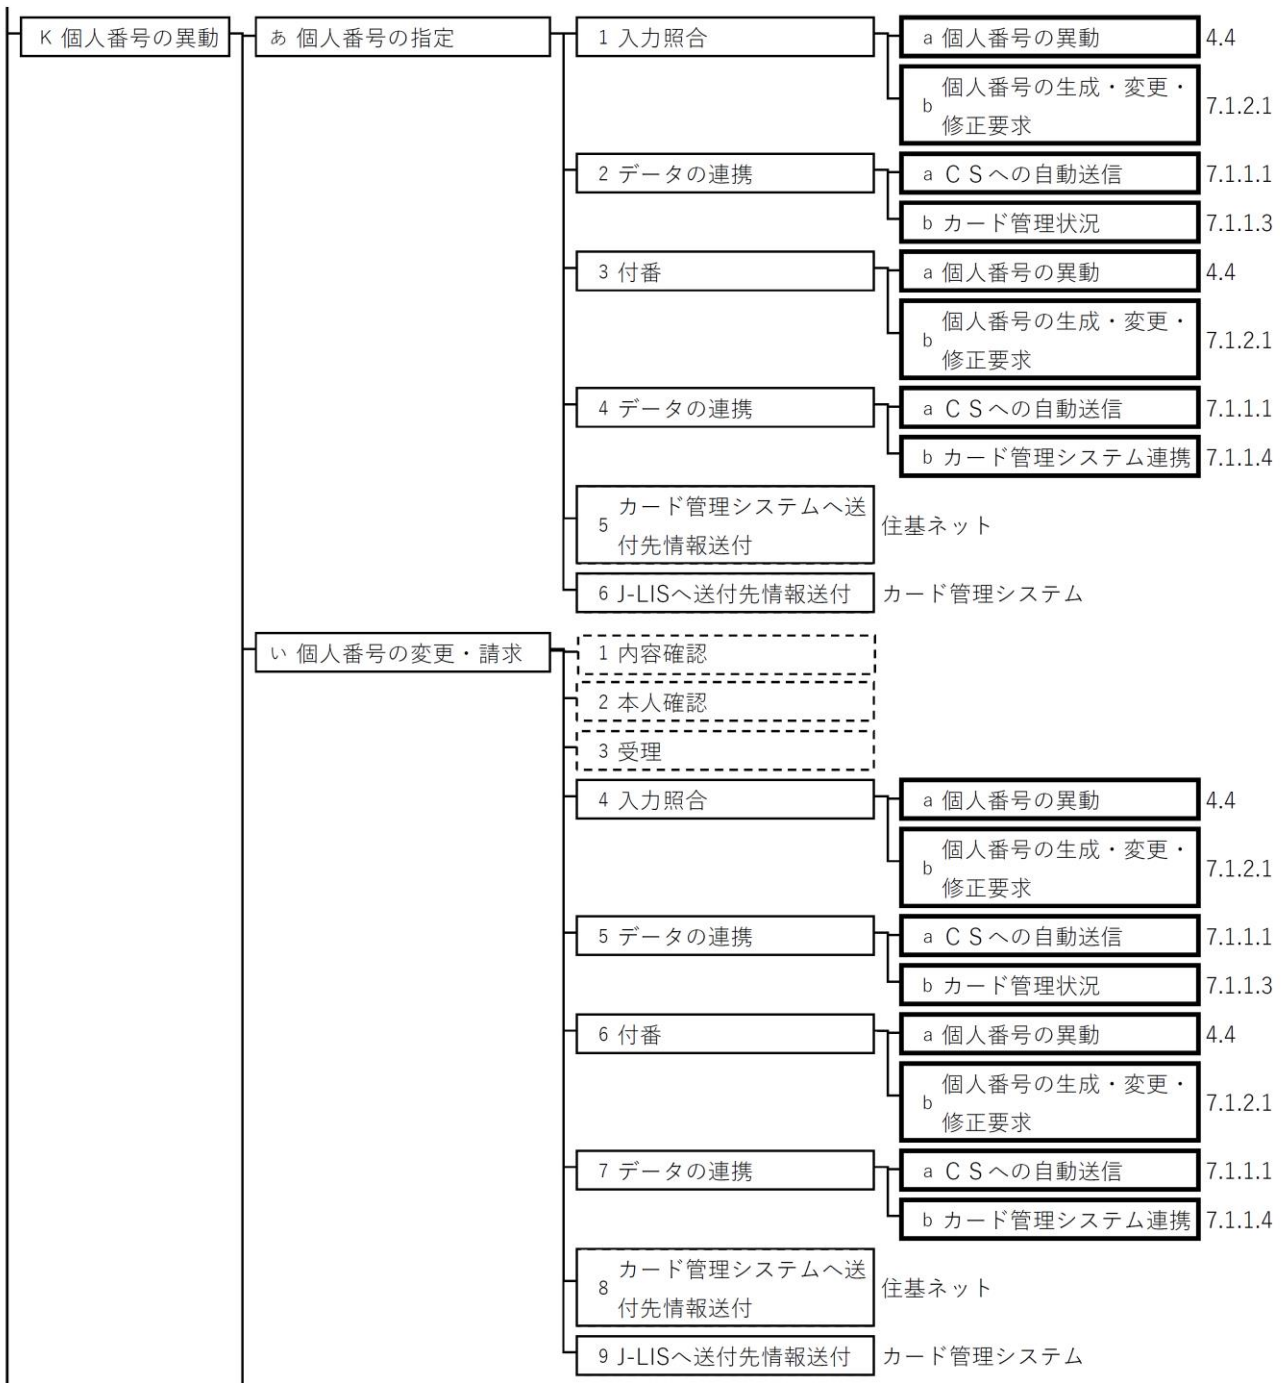 K 個人番号の異動 あ 個人番号の指定 1 入力照合 a 個人番号の異動 4.4
b 個人番号の生成・変更・
修正要求 7.1.2.1
2 データの連携 a ＣＳへの自動送信 7.1.1.1
b カード管理状況 7.1.1.3
3 付番 a 個人番号の異動 4.4
b 個人番号の生成・変更・
修正要求 7.1.2.1
4 データの連携 a ＣＳへの自動送信 7.1.1.1
b カード管理システム連携 7.1.1.4
5 カード管理システムへ送
付先情報送付 住基ネット
6 J-LISへ送付先情報送付 カード管理システム
い 個人番号の変更・請求 1 内容確認
2 本人確認
3 受理
4 入力照合 a 個人番号の異動 4.4
b 個人番号の生成・変更・
修正要求 7.1.2.1
5 データの連携 a ＣＳへの自動送信 7.1.1.1
b カード管理状況 7.1.1.3
6 付番 a 個人番号の異動 4.4
b 個人番号の生成・変更・
修正要求 7.1.2.1
7 データの連携 a ＣＳへの自動送信 7.1.1.1
b カード管理システム連携 7.1.1.4
8 カード管理システムへ送
付先情報送付 住基ネット
9 J-LISへ送付先情報送付 カード管理システム